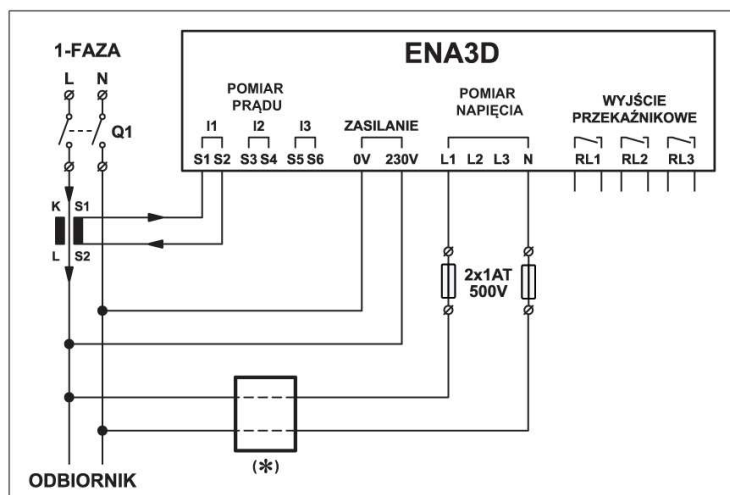 ENA3D
1-FAZA
L N
Q1
POMIAR
PRĄDU
I1 I2 I3
S1 S2 S3 S4 S5 S6
ZASILANIE
0V 230V
POMIAR
NAPIĘCIA
L1 L2 L3 N
WYJŚCIE
PRZEKAŹNIKOWE
RL1 RL2 RL3
K S1
L S2
2x1AT
500V
(*)
ODBIORNIK